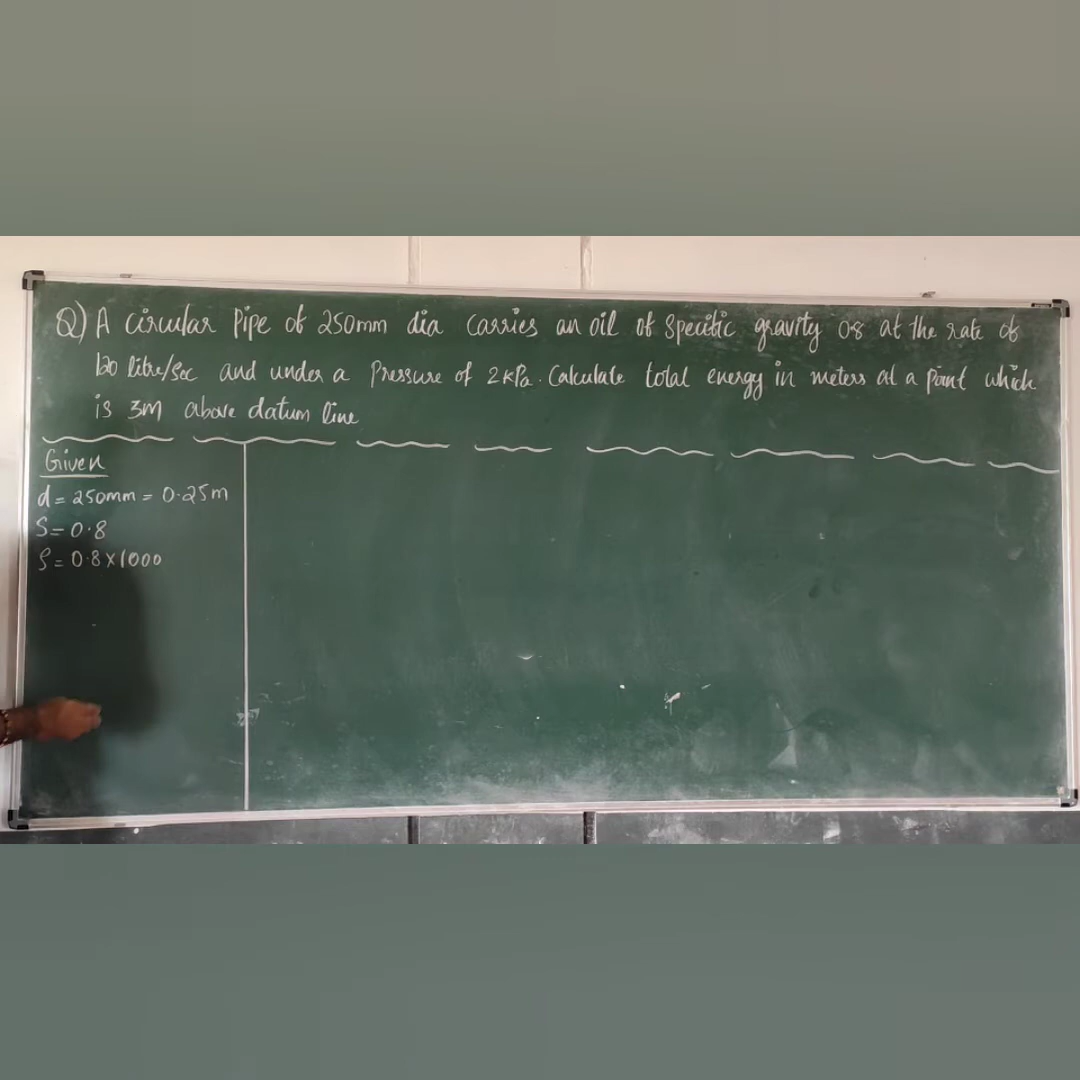 Q) A circular pipe of 250mm dia carries an oil of specific gravity 0.8 at the rate of
120 litre/sec and under a pressure of 2kPa. Calculate total energy in meters at a point which
is 3m above datum line
Given
d = 250mm = 0.25m
S = 0.8
ρ = 0.8×1000